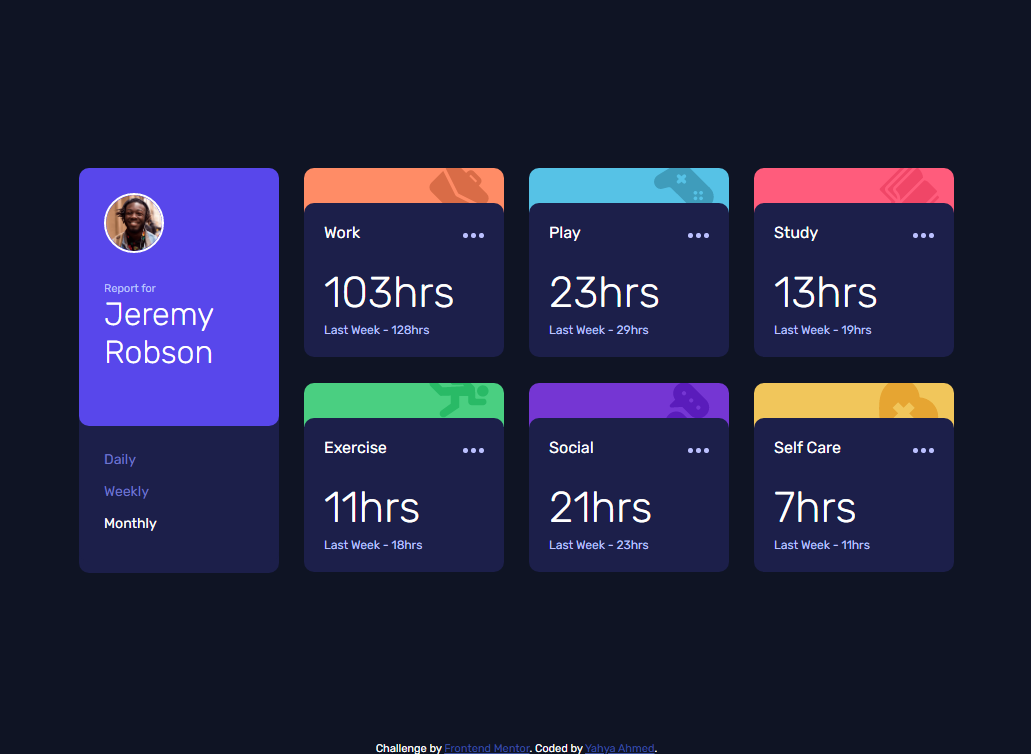 Report for
Jeremy
Robson
Daily
Weekly
Monthly
Work
103hrs
Last Week - 128hrs
Play
23hrs
Last Week - 29hrs
Study
13hrs
Last Week - 19hrs
Exercise
11hrs
Last Week - 18hrs
Social
21hrs
Last Week - 23hrs
Self Care
7hrs
Last Week - 11hrs
Challenge by Frontend Mentor. Coded by Yahya Ahmed.